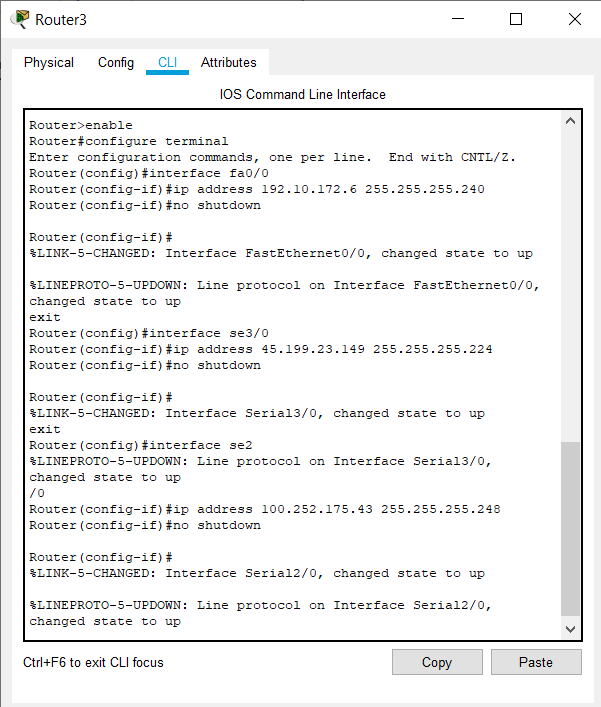 Router3
Physical Config CLI Attributes
IOS Command Line Interface
Router>enable
Router#configure terminal
Enter configuration commands, one per line.  End with CNTL/Z.
Router(config)#interface fa0/0
Router(config-if)#ip address 192.10.172.6 255.255.255.240
Router(config-if)#no shutdown
Router(config-if)#
%LINK-5-CHANGED: Interface FastEthernet0/0, changed state to up
%LINEPROTO-5-UPDOWN: Line protocol on Interface FastEthernet0/0,
changed state to up
exit
Router(config)#interface se3/0
Router(config-if)#ip address 45.199.23.149 255.255.255.224
Router(config-if)#no shutdown
Router(config-if)#
%LINK-5-CHANGED: Interface Serial3/0, changed state to up
exit
Router(config)#interface se2
%LINEPROTO-5-UPDOWN: Line protocol on Interface Serial3/0,
changed state to up
/0
Router(config-if)#ip address 100.252.175.43 255.255.255.248
Router(config-if)#no shutdown
Router(config-if)#
%LINK-5-CHANGED: Interface Serial2/0, changed state to up
%LINEPROTO-5-UPDOWN: Line protocol on Interface Serial2/0,
changed state to up
Ctrl+F6 to exit CLI focus
Copy Paste